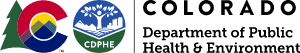 CDPHE
COLORADO
Department of Public
Health & Environment